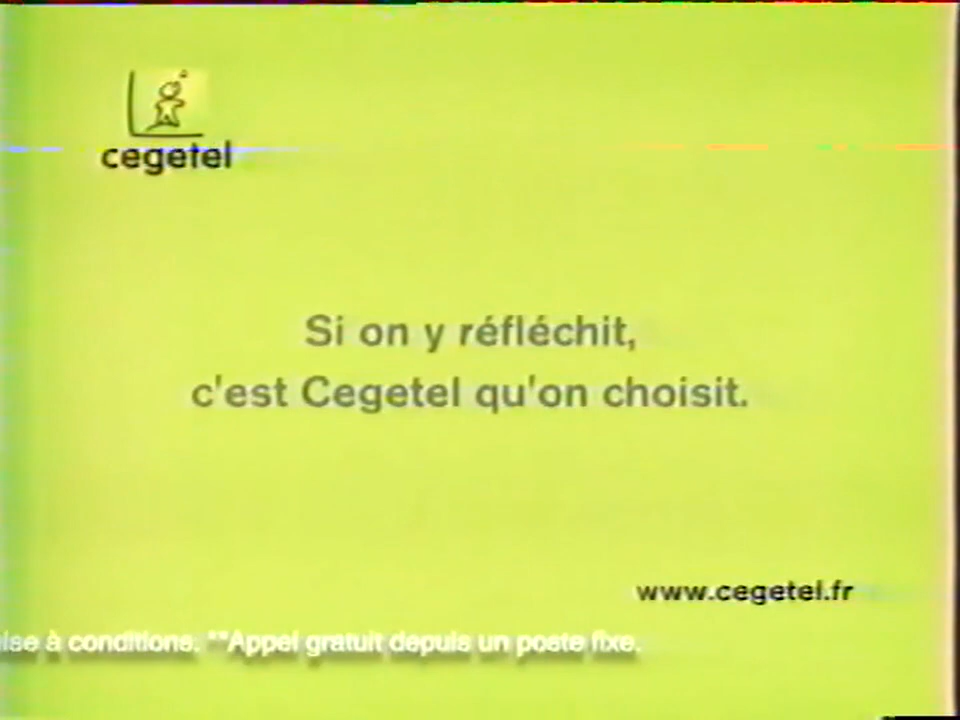 cegetel
Si on y réfléchit,
c'est Cegetel qu'on choisit.
www.cegetel.fr
à conditions. **Appel gratuit depuis un poste fixe.